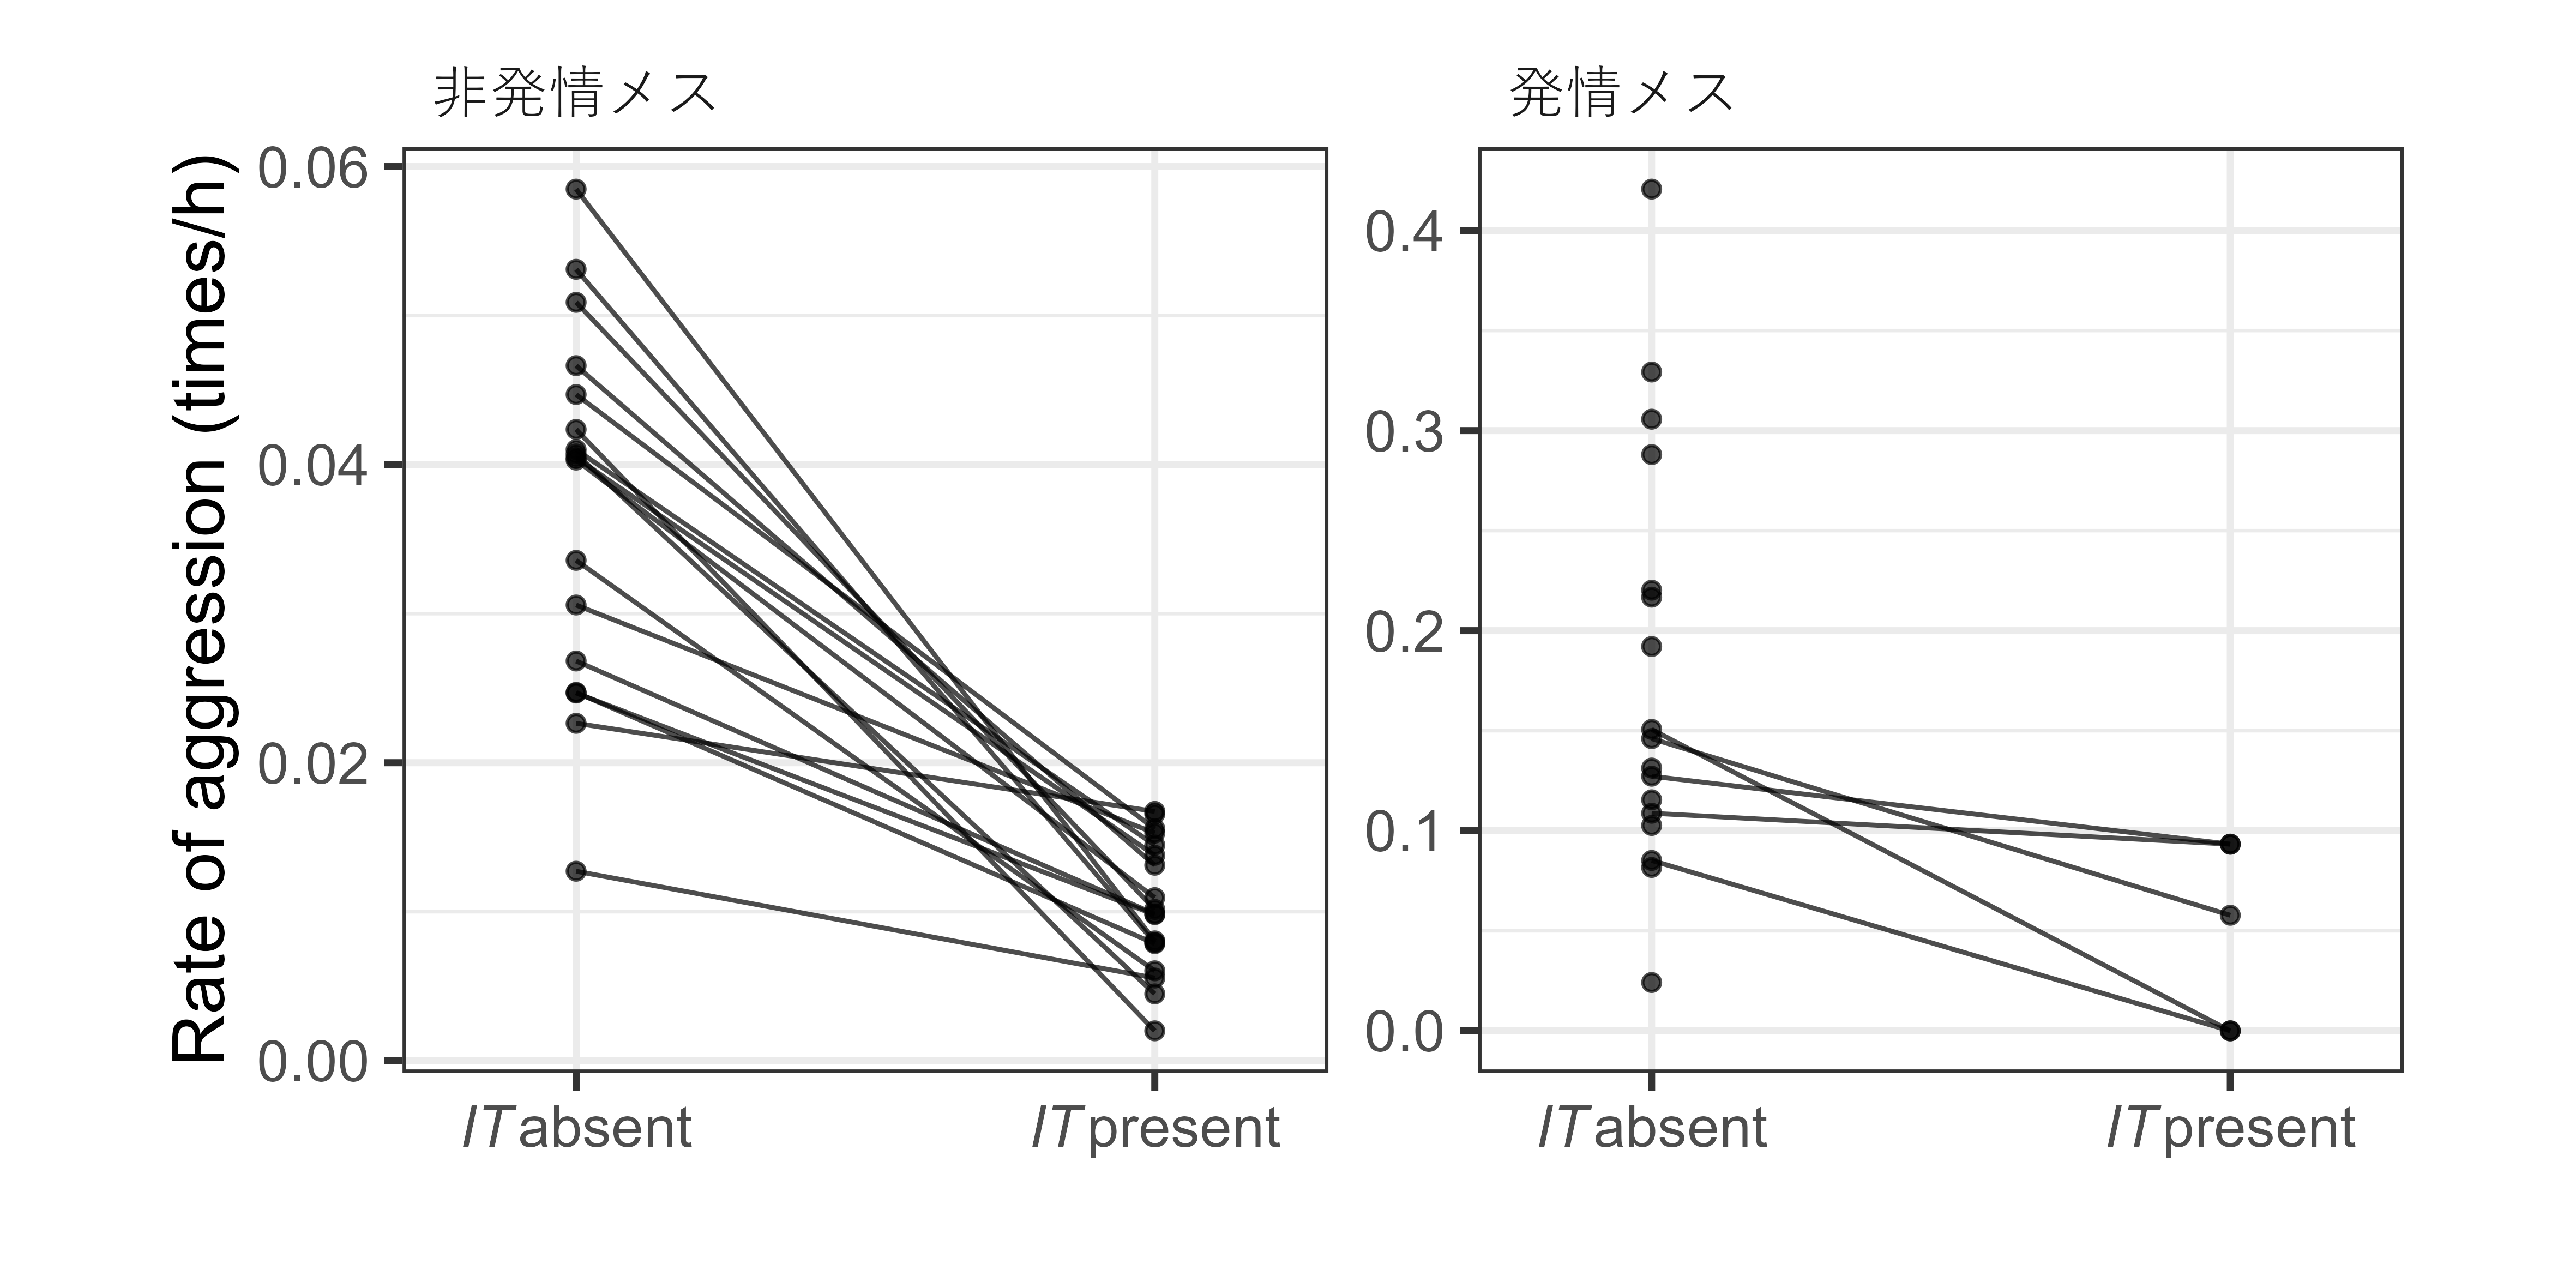 非発情メス
発情メス
Rate of aggression (times/h)
0.06
0.04
0.02
0.00
0.4
0.3
0.2
0.1
0.0
ITabsent
ITpresent
ITabsent
ITpresent